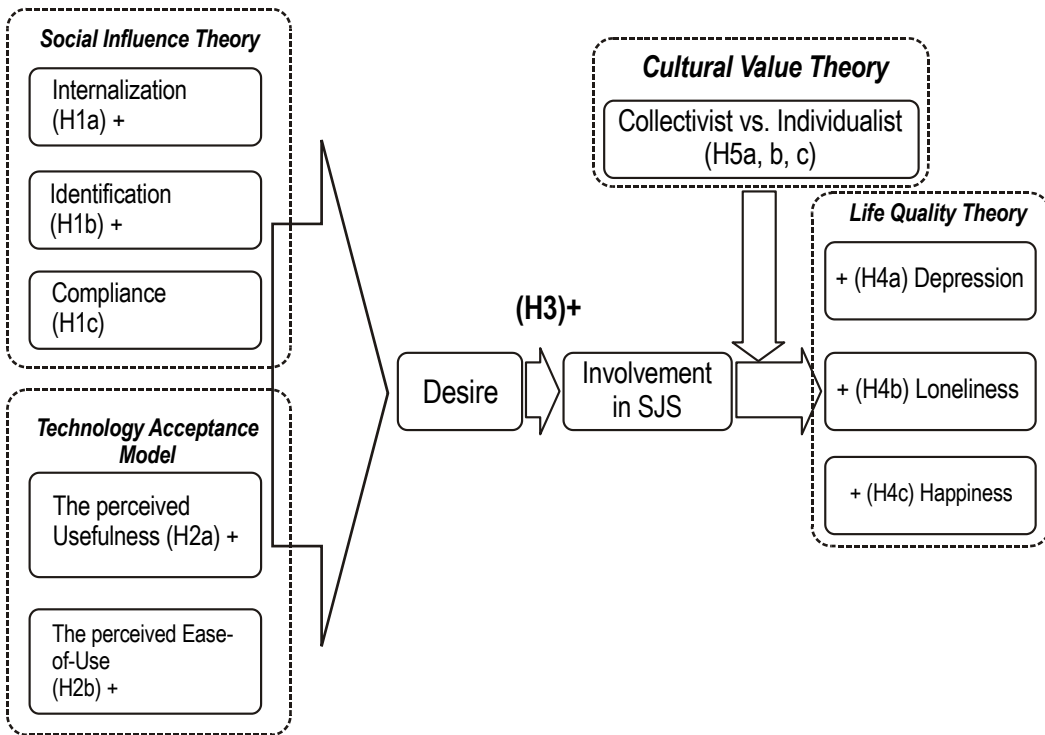 Social Influence Theory
Internalization
(H1a) +
Identification
(H1b) +
Compliance
(H1c)
Technology Acceptance
Model
The perceived
Usefulness (H2a) +
The perceived Ease-
of-Use
(H2b) +
Desire
(H3)+
Involvement
in SJS
Cultural Value Theory
Collectivist vs. Individualist
(H5a, b, c)
Life Quality Theory
+ (H4a) Depression
+ (H4b) Loneliness
+ (H4c) Happiness